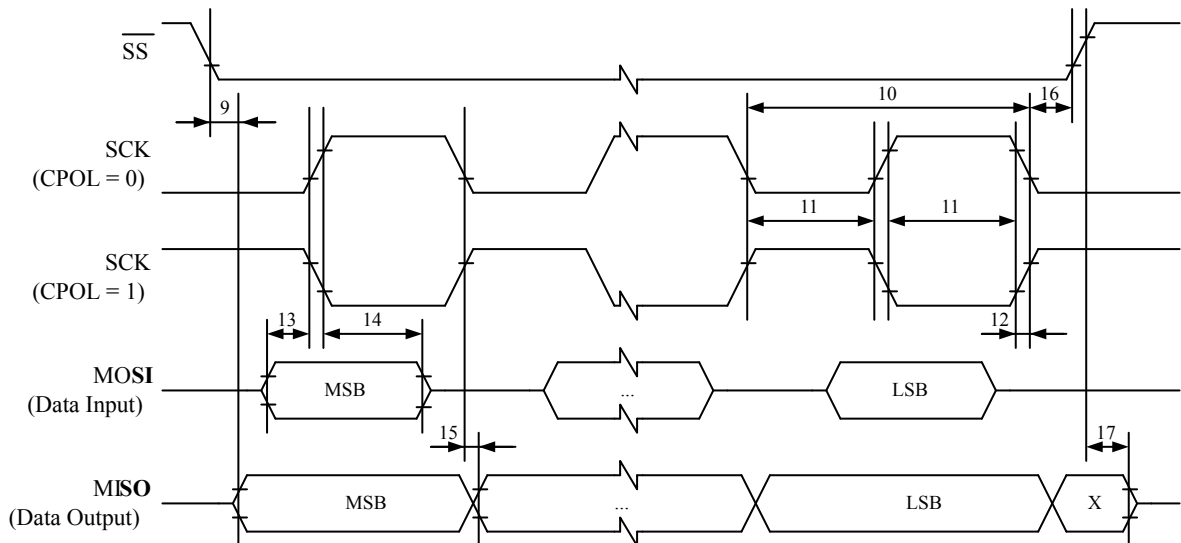 SS
10
16
9
SCK
(CPOL = 0)
11
11
SCK
(CPOL = 1)
13
14
12
MOSI
(Data Input)
MSB
...
LSB
15
17
MISO
(Data Output)
MSB
...
LSB
X